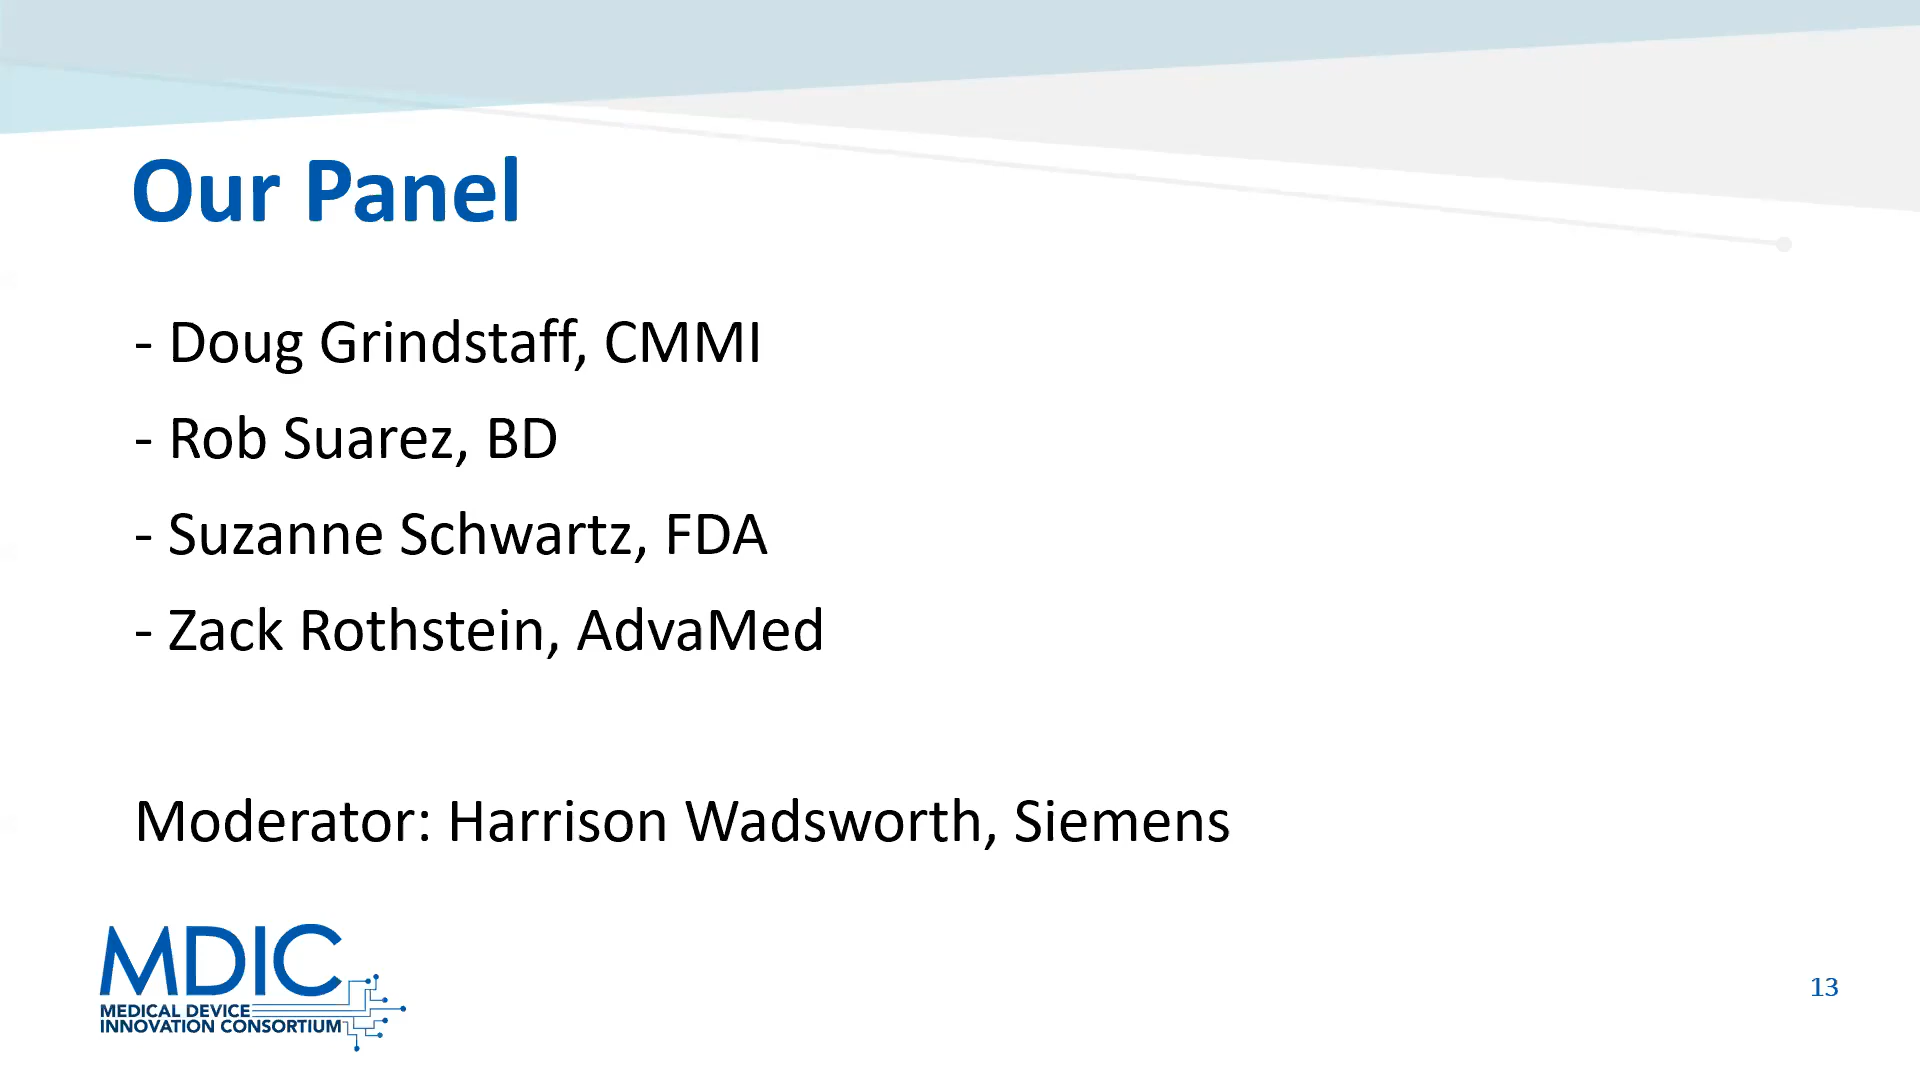 Our Panel
- Doug Grindstaff, CMMI
- Rob Suarez, BD
- Suzanne Schwartz, FDA
- Zack Rothstein, AdvaMed
Moderator: Harrison Wadsworth, Siemens
MDIC
MEDICAL DEVICE
INNOVATION CONSORTIUM
13